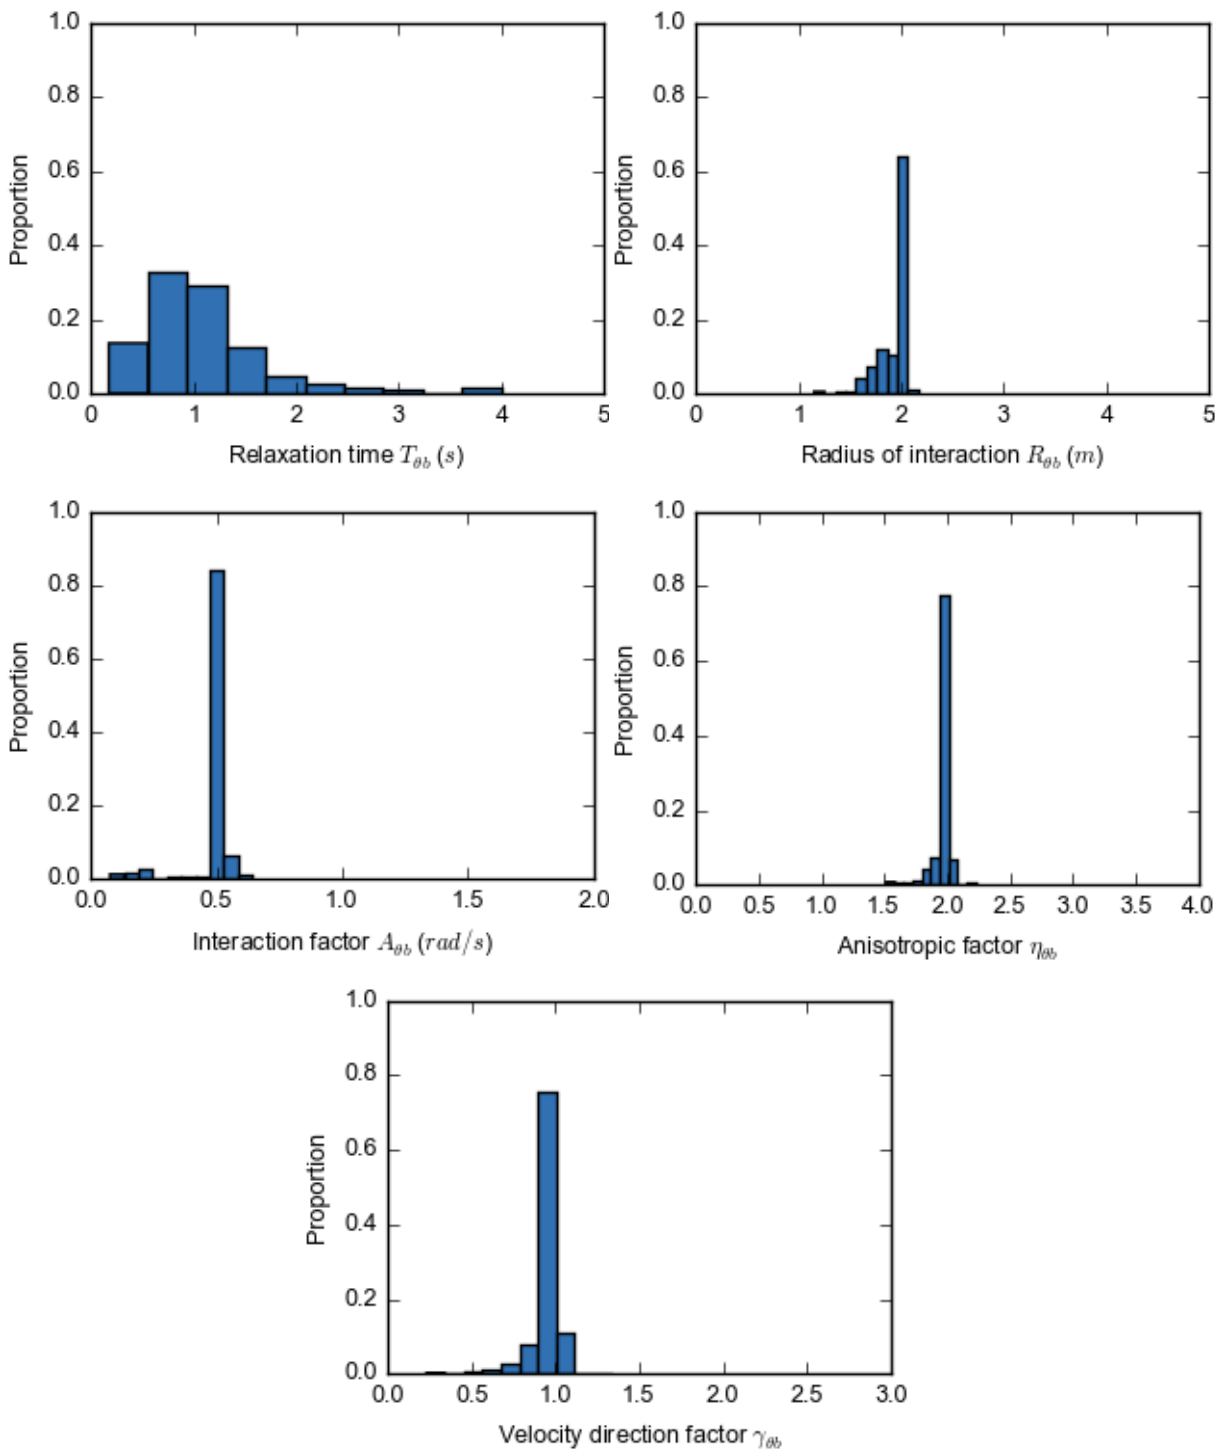 1.0
0.8
0.6
0.4
0.2
0.0
Proportion
0 1 2 3 4 5
Relaxation time T_{θb} (s)
1.0
0.8
0.6
0.4
0.2
0.0
Proportion
0 1 2 3 4 5
Radius of interaction R_{θb} (m)
1.0
0.8
0.6
0.4
0.2
0.0
Proportion
0.0 0.5 1.0 1.5 2.0
Interaction factor A_{θb} (rad/s)
1.0
0.8
0.6
0.4
0.2
0.0
Proportion
0.0 0.5 1.0 1.5 2.0 2.5 3.0 3.5 4.0
Anisotropic factor η_{θb}
1.0
0.8
0.6
0.4
0.2
0.0
Proportion
0.0 0.5 1.0 1.5 2.0 2.5 3.0
Velocity direction factor γ_{θb}